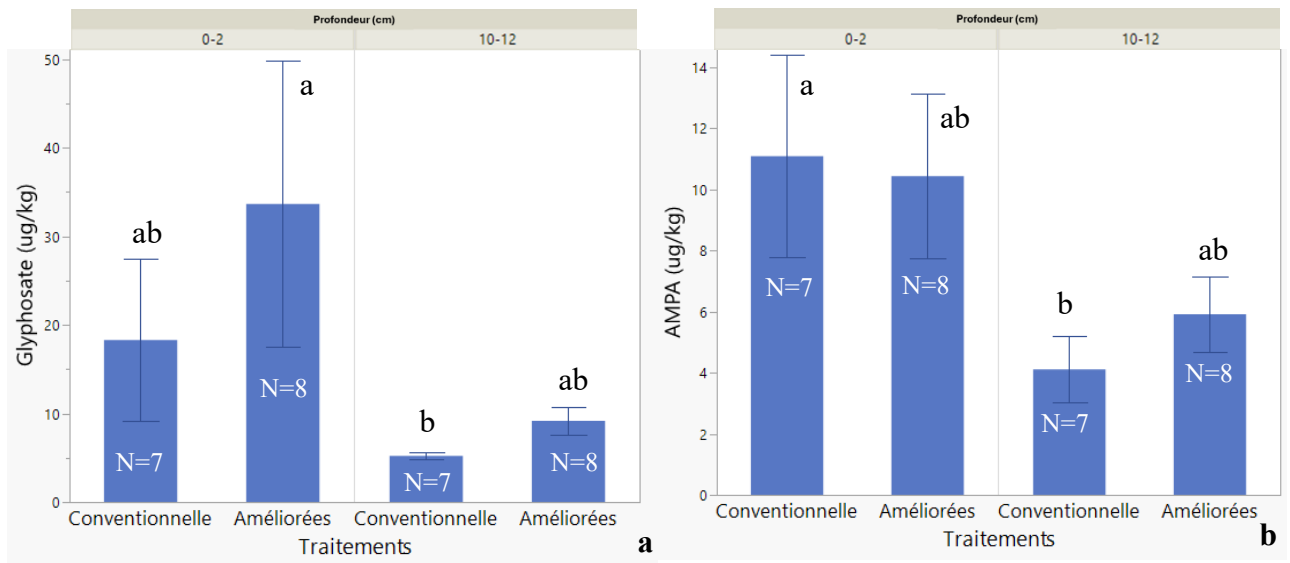 Profondeur (cm)
0-2
10-12
Glyphosate (ug/kg)
50
40
30
20
10
0
ab
a
b
ab
N=7
N=8
N=7
N=8
Conventionnelle
Améliorées
Conventionnelle
Améliorées
Traitements
a
Profondeur (cm)
0-2
10-12
AMPA (ug/kg)
14
12
10
8
6
4
2
0
a
ab
b
ab
N=7
N=8
N=7
N=8
Conventionnelle
Améliorées
Conventionnelle
Améliorées
Traitements
b